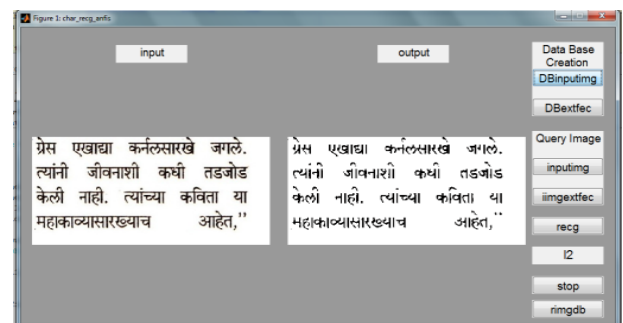 Figure 1: char_recg_anfis
input
output
Data Base
Creation
DBinputimg
DBextfec
Query Image
inputimg
iimgextfec
recg
I2
stop
rimgdb
ग्रेस एखाद्या कर्नलसारखे जगले.
त्यांनी जीवनाशी कधी तडजोड
केली नाही. त्यांच्या कविता या
महाकाव्यासारख्याच आहेत,’’
ग्रेस एखाद्या कर्नलसारखे जगले.
त्यांनी जीवनाशी कधी तडजोड
केली नाही. त्यांच्या कविता या
महाकाव्यासारख्याच आहेत,’’